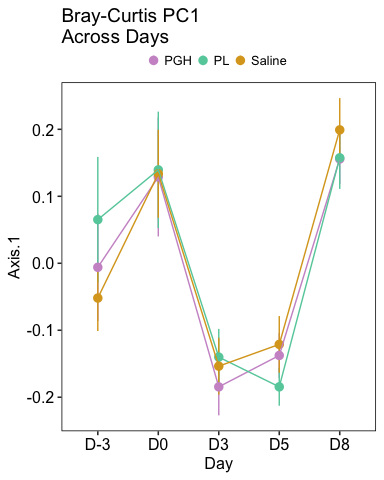 Bray-Curtis PC1
Across Days
PGH PL Saline
Axis.1
0.2
0.1
0.0
-0.1
-0.2
D-3 D0 D3 D5 D8
Day